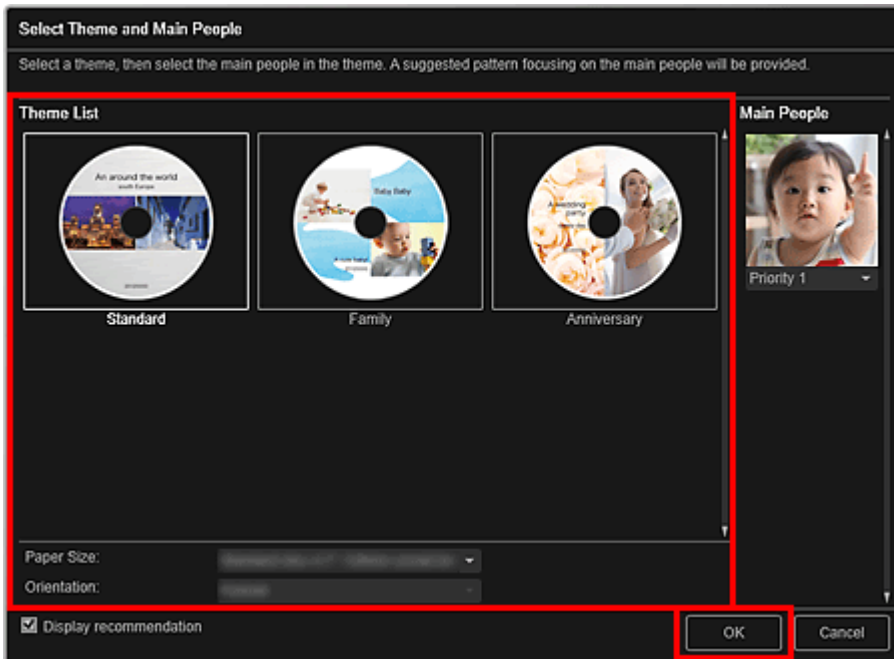 Select Theme and Main People
Select a theme, then select the main people in the theme. A suggested pattern focusing on the main people will be provided.
Theme List
Main People
An around the world
south Europe
Baby Baby
A cute baby!
A wedding
party
Standard
Family
Anniversary
Priority 1
Paper Size:
Orientation:
Display recommendation
OK
Cancel